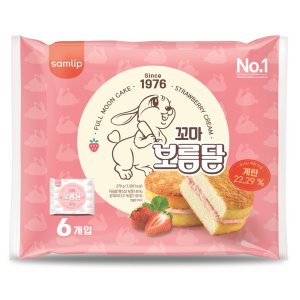 samlip
No.1
Since
1976
FULL MOON CAKE
STRAWBERRY CREAM
꼬마
보름달
계란
22.29 %
6개입